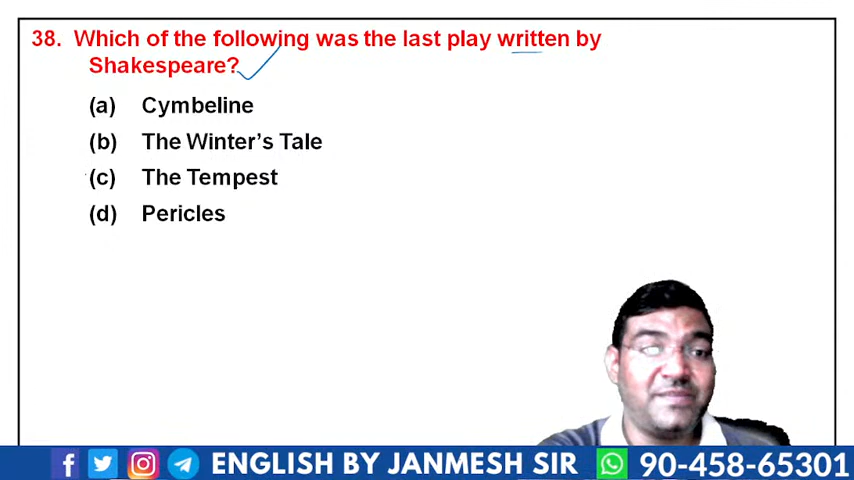 38. Which of the following was the last play written by
Shakespeare?
(a) Cymbeline
(b) The Winter's Tale
(c) The Tempest
(d) Pericles
ENGLISH BY JANMESH SIR 90-458-65301